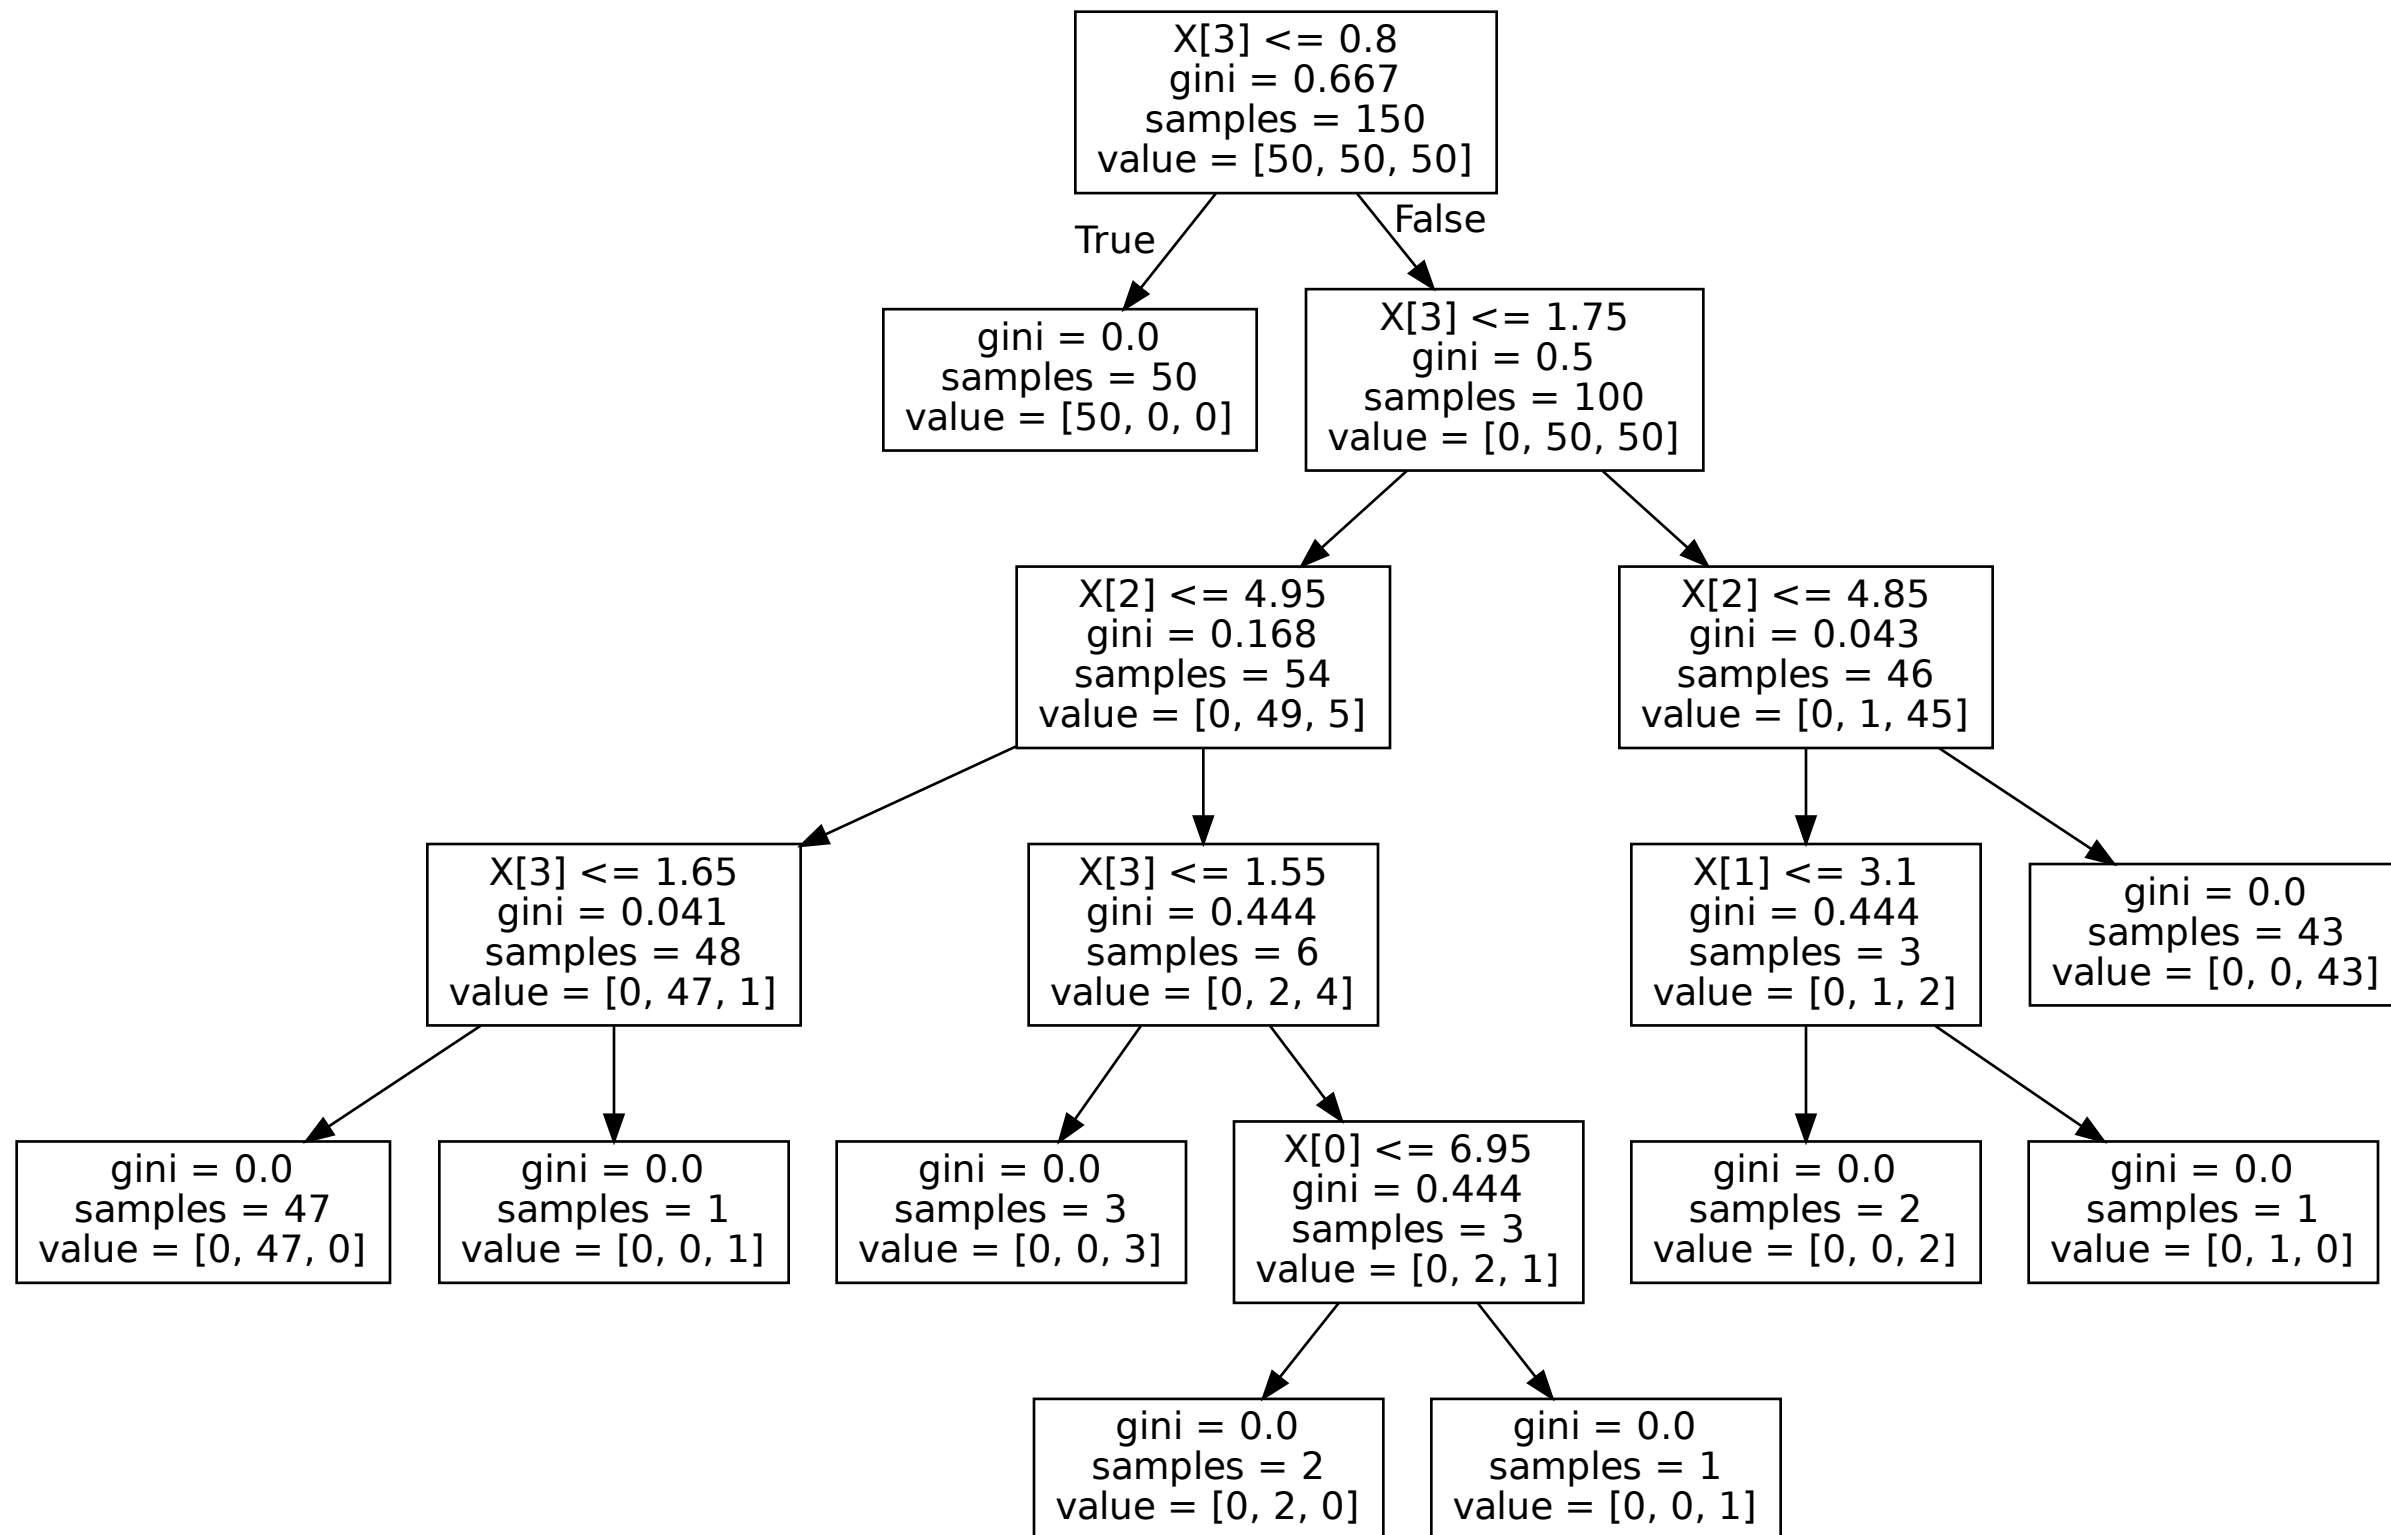 X[3] <= 0.8
gini = 0.667
samples = 150
value = [50, 50, 50]
True
False
gini = 0.0
samples = 50
value = [50, 0, 0]
X[3] <= 1.75
gini = 0.5
samples = 100
value = [0, 50, 50]
X[2] <= 4.95
gini = 0.168
samples = 54
value = [0, 49, 5]
X[2] <= 4.85
gini = 0.043
samples = 46
value = [0, 1, 45]
X[3] <= 1.65
gini = 0.041
samples = 48
value = [0, 47, 1]
X[3] <= 1.55
gini = 0.444
samples = 6
value = [0, 2, 4]
X[1] <= 3.1
gini = 0.444
samples = 3
value = [0, 1, 2]
gini = 0.0
samples = 43
value = [0, 0, 43]
gini = 0.0
samples = 47
value = [0, 47, 0]
gini = 0.0
samples = 1
value = [0, 0, 1]
gini = 0.0
samples = 3
value = [0, 0, 3]
X[0] <= 6.95
gini = 0.444
samples = 3
value = [0, 2, 1]
gini = 0.0
samples = 2
value = [0, 0, 2]
gini = 0.0
samples = 1
value = [0, 1, 0]
gini = 0.0
samples = 2
value = [0, 2, 0]
gini = 0.0
samples = 1
value = [0, 0, 1]